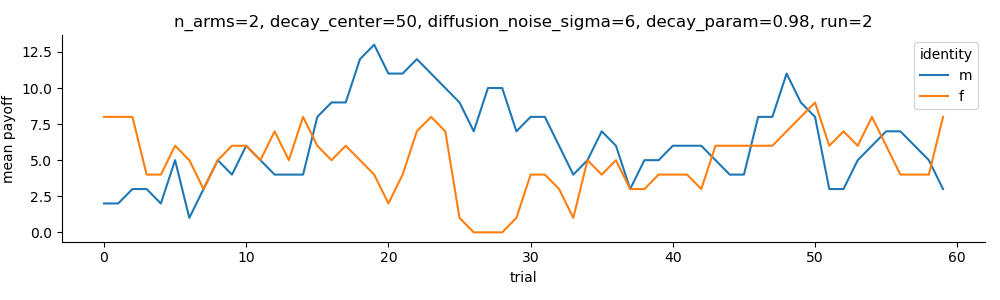 n_arms=2, decay_center=50, diffusion_noise_sigma=6, decay_param=0.98, run=2
mean payoff
12.5
10.0
7.5
5.0
2.5
0.0
identity
m
f
0 10 20 30 40 50 60
trial